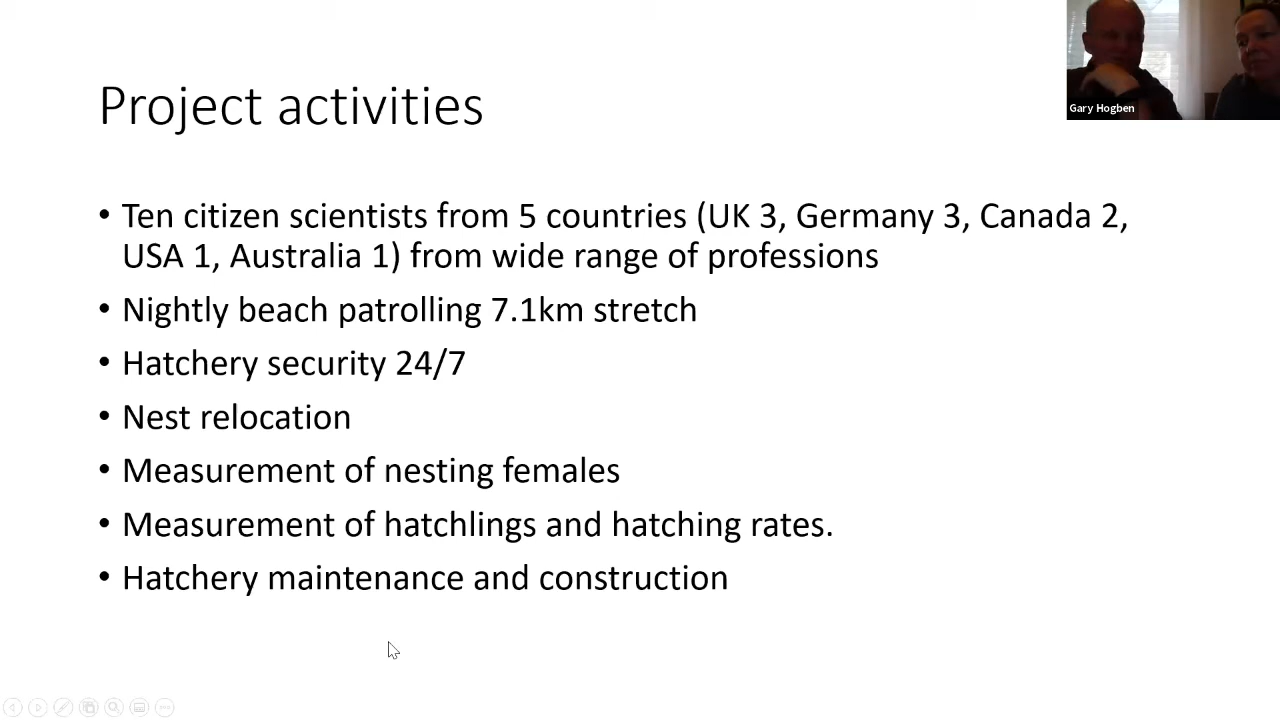 Gary Hogben
Project activities
• Ten citizen scientists from 5 countries (UK 3, Germany 3, Canada 2,
USA 1, Australia 1) from wide range of professions
• Nightly beach patrolling 7.1km stretch
• Hatchery security 24/7
• Nest relocation
• Measurement of nesting females
• Measurement of hatchlings and hatching rates.
• Hatchery maintenance and construction